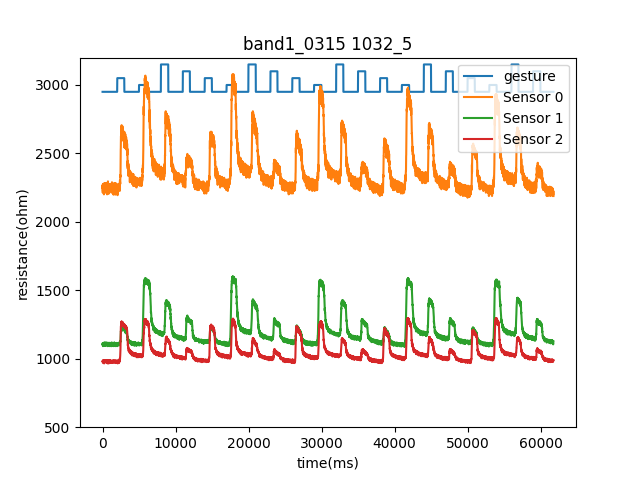 band1_0315 1032_5
gesture
Sensor 0
Sensor 1
Sensor 2
resistance(ohm)
3000
2500
2000
1500
1000
500
0
10000
20000
30000
40000
50000
60000
time(ms)